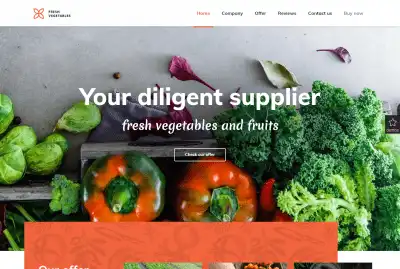 FRESH
VEGETABLES
Home Company Offer Reviews Contact us Buy now
Your diligent supplier
fresh vegetables and fruits
Check our offer
Our offer